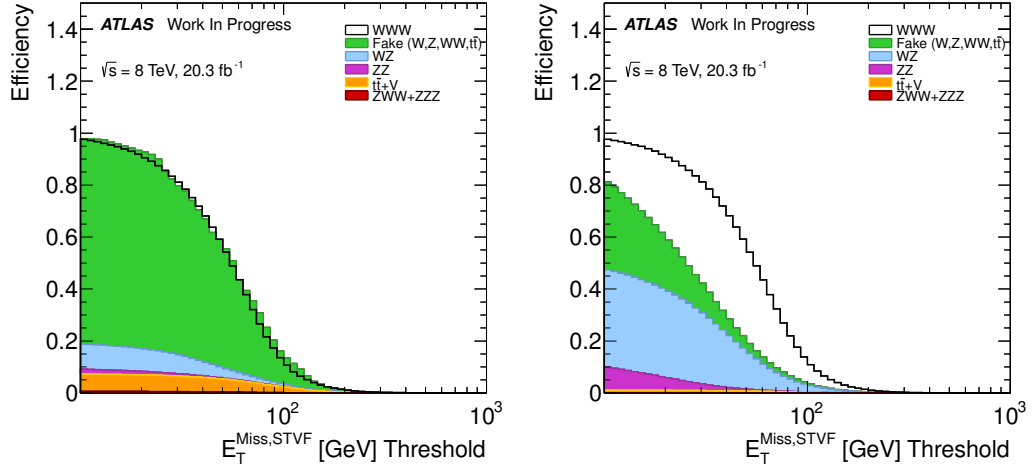 ATLAS Work In Progress
√s = 8 TeV, 20.3 fb⁻¹
WWW
Fake (W,Z,WW,tt̄)
WZ
ZZ
tt̄+V
ZWW+ZZZ
Efficiency
1.4
1.2
1
0.8
0.6
0.4
0.2
0
10²
10³
E_T^Miss,STVF [GeV] Threshold
ATLAS Work In Progress
√s = 8 TeV, 20.3 fb⁻¹
WWW
Fake (W,Z,WW,tt̄)
WZ
ZZ
tt̄+V
ZWW+ZZZ
Efficiency
1.4
1.2
1
0.8
0.6
0.4
0.2
0
10²
10³
E_T^Miss,STVF [GeV] Threshold